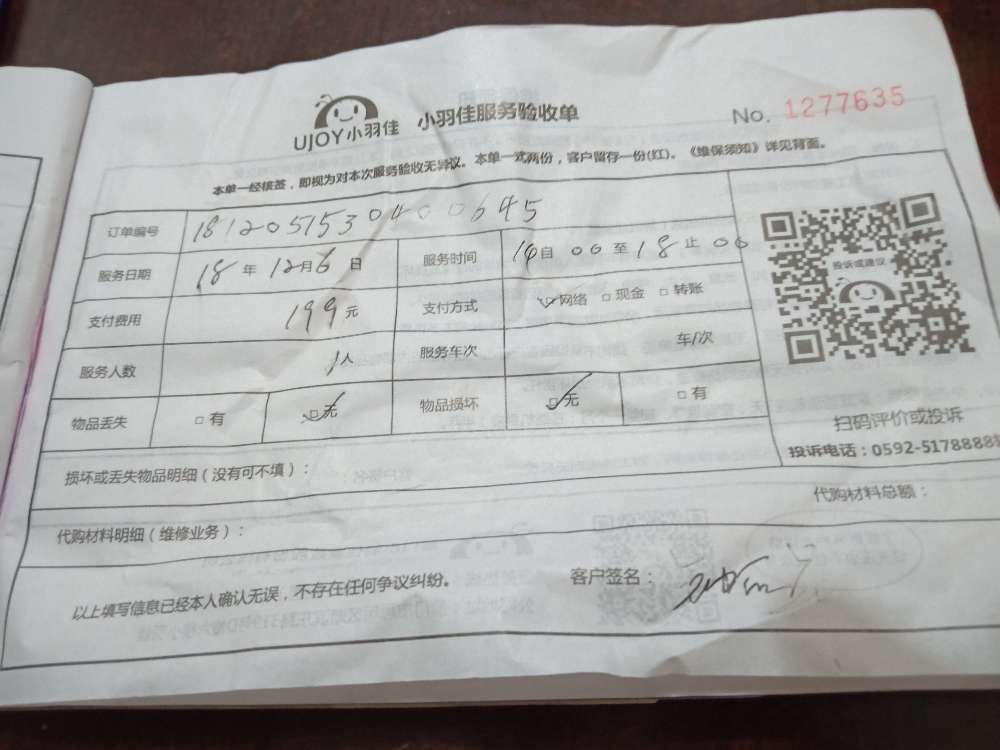 UJOY小羽佳 小羽佳服务验收单 No. 1277635
本单一经核签，即视为对本次服务验收无异议。本单一式两份，客户留存一份(红)。《维保须知》详见背面。
订单编号 181205153040 00645
服务日期 18 年 12 月 6 日 服务时间 14 自 00 至 18 止 00
支付费用 199 元 支付方式 ☑网络 □现金 □转账
服务人数 1人 服务车次 车/次
物品丢失 □有 ☑无 物品损坏 ☑无 □有
损坏或丢失物品明细（没有可不填）：
代购材料明细（维修业务）： 代购材料总额：
以上填写信息已经本人确认无误，不存在任何争议纠纷。 客户签名：
投诉或建议
扫码评价或投诉
投诉电话：0592-5178888